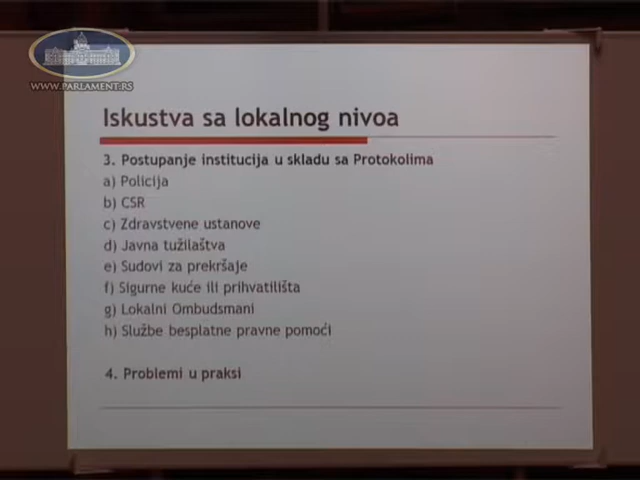 WWW.PARLAMENT.RS
Iskustva sa lokalnog nivoa
3. Postupanje institucija u skladu sa Protokolima
a) Policija
b) CSR
c) Zdravstvene ustanove
d) Javna tužilaštva
e) Sudovi za prekršaje
f) Sigurne kuće ili prihvatilišta
g) Lokalni Ombudsmani
h) Službe besplatne pravne pomoći
4. Problemi u praksi